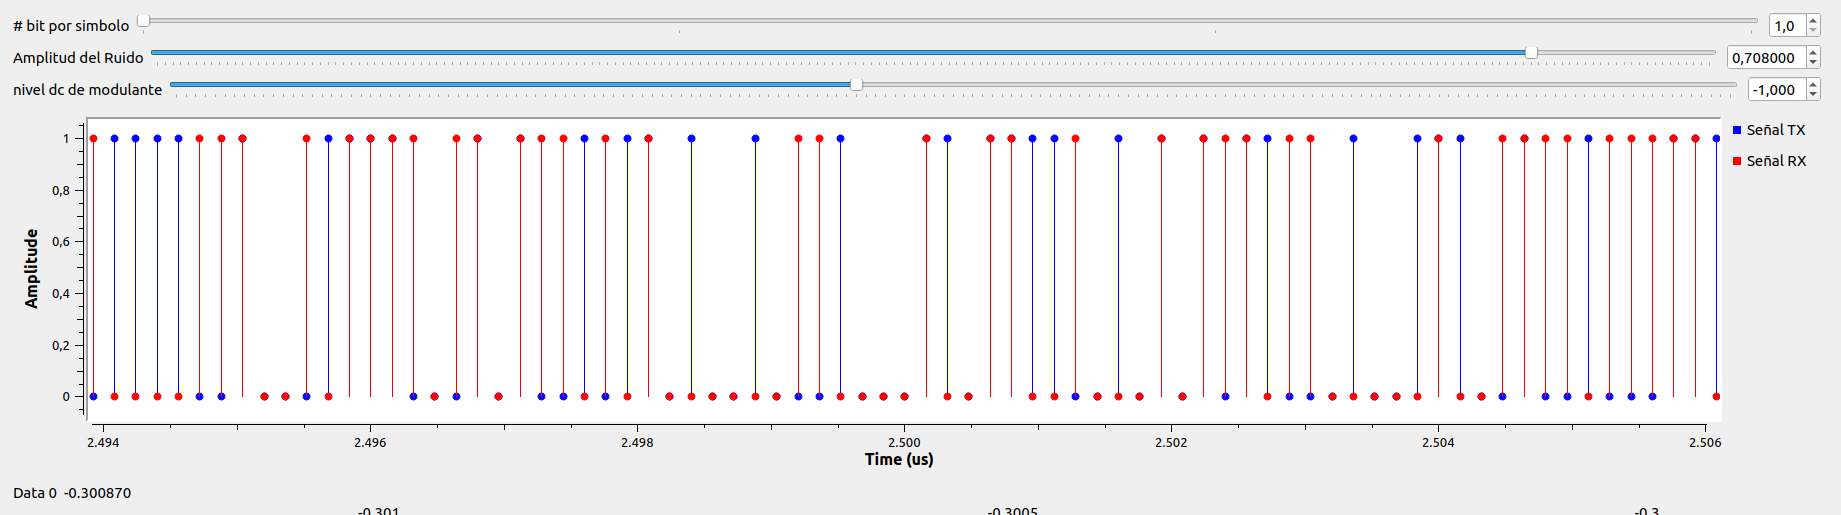 # bit por simbolo 1,0
Amplitud del Ruido 0,708000
nivel dc de modulante -1,000
Señal TX
Señal RX
Amplitude
1
0,8
0,6
0,4
0,2
0
2.494 2.496 2.498 2.500 2.502 2.504 2.506
Time (us)
Data 0 -0.300870
-0.301 -0.3005 -0.3